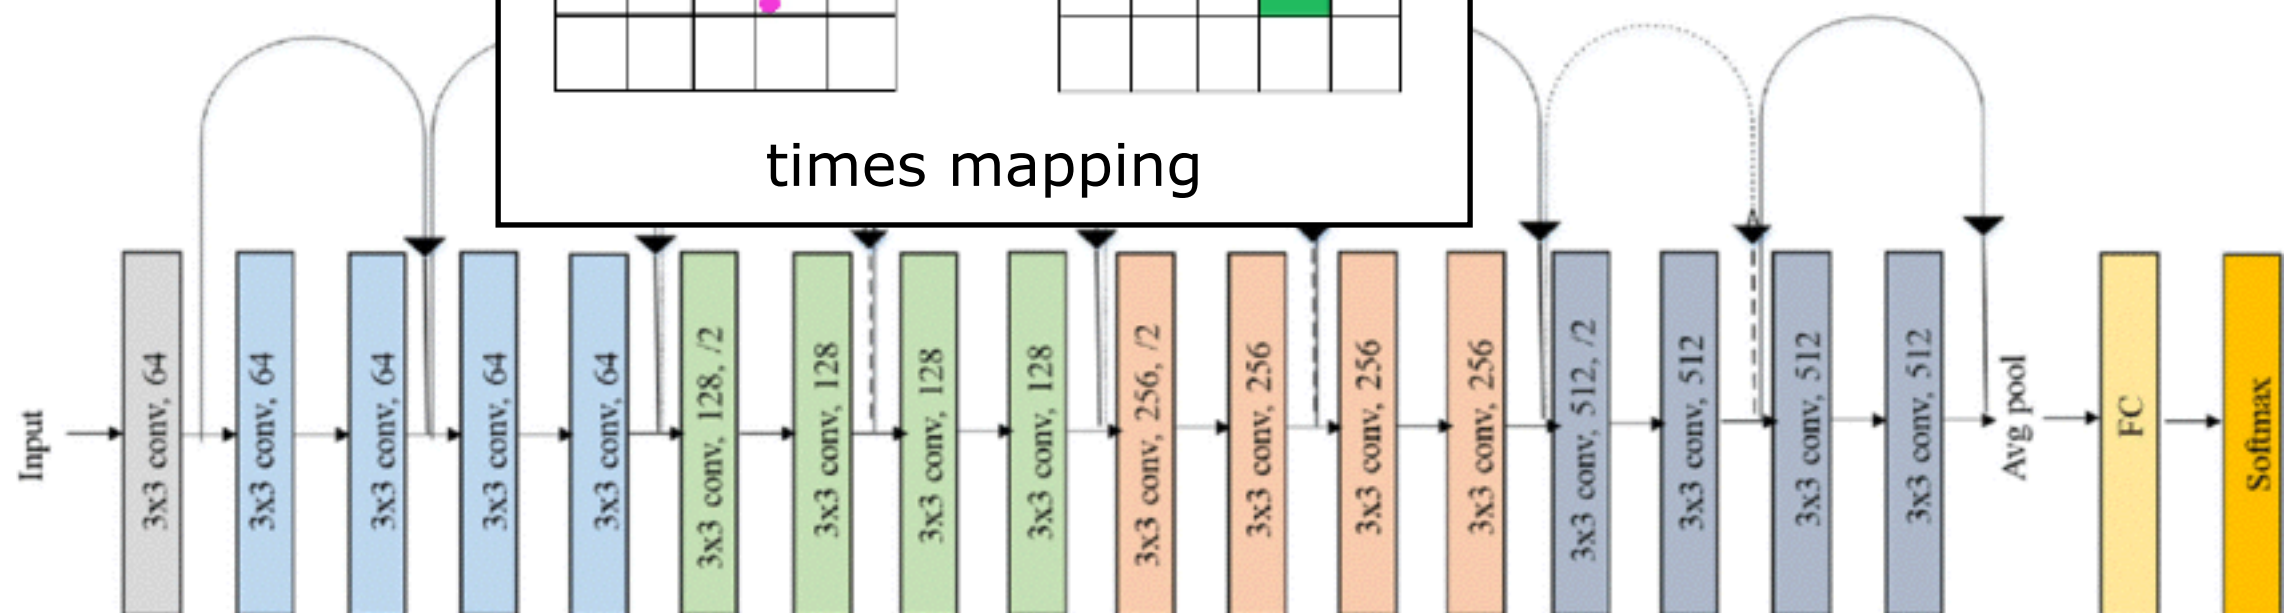 times mapping
Input
3x3 conv, 64
3x3 conv, 64
3x3 conv, 64
3x3 conv, 64
3x3 conv, 64
3x3 conv, 128, /2
3x3 conv, 128
3x3 conv, 128
3x3 conv, 128
3x3 conv, 256, /2
3x3 conv, 256
3x3 conv, 256
3x3 conv, 256
3x3 conv, 512, /2
3x3 conv, 512
3x3 conv, 512
3x3 conv, 512
Avg pool
FC
Softmax